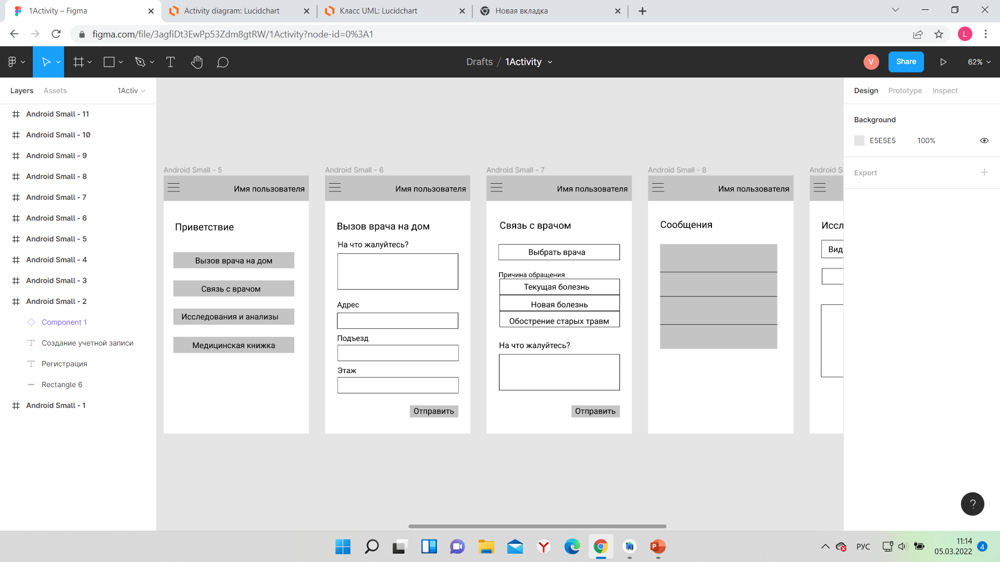 1Activity – Figma
Activity diagram: Lucidchart
Класс UML: Lucidchart
Новая вкладка
figma.com/file/3agfiDt3EwPp53Zdm8gtRW/1Activity?node-id=0%3A1
L
Drafts / 1Activity
V
Share
62%
Layers
Assets
1Activ
Design
Prototype
Inspect
Android Small - 11
Android Small - 10
Android Small - 9
Android Small - 8
Android Small - 7
Android Small - 6
Android Small - 5
Android Small - 4
Android Small - 3
Android Small - 2
Component 1
Создание учетной записи
Регистрация
Rectangle 6
Android Small - 1
Android Small - 5
Имя пользователя
Приветствие
Вызов врача на дом
Связь с врачом
Исследования и анализы
Медицинская книжка
Android Small - 6
Имя пользователя
Вызов врача на дом
На что жалуйтесь?
Адрес
Подъезд
Этаж
Отправить
Android Small - 7
Имя пользователя
Связь с врачом
Выбрать врача
Причина обращения
Текущая болезнь
Новая болезнь
Обострение старых травм
На что жалуйтесь?
Отправить
Android Small - 8
Имя пользователя
Сообщения
Android S
Иссл
Вид
Background
E5E5E5 100%
Export
?
РУС
11:14
05.03.2022
4